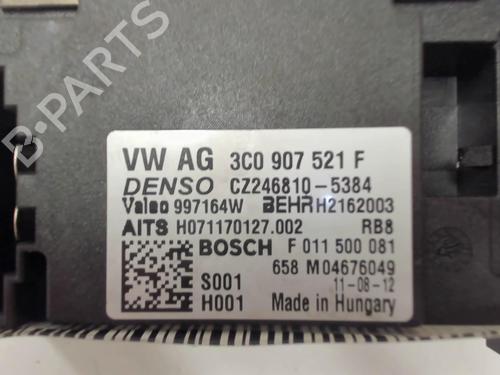 B-PARTS
VW AG 3C0 907 521 F
DENSO CZ246810-5384
Valeo 997164W BEHR H2162003
AITS H071170127.002 RB8
BOSCH F 011 500 081
658 M04676049
S001 11-08-12
H001 Made in Hungary